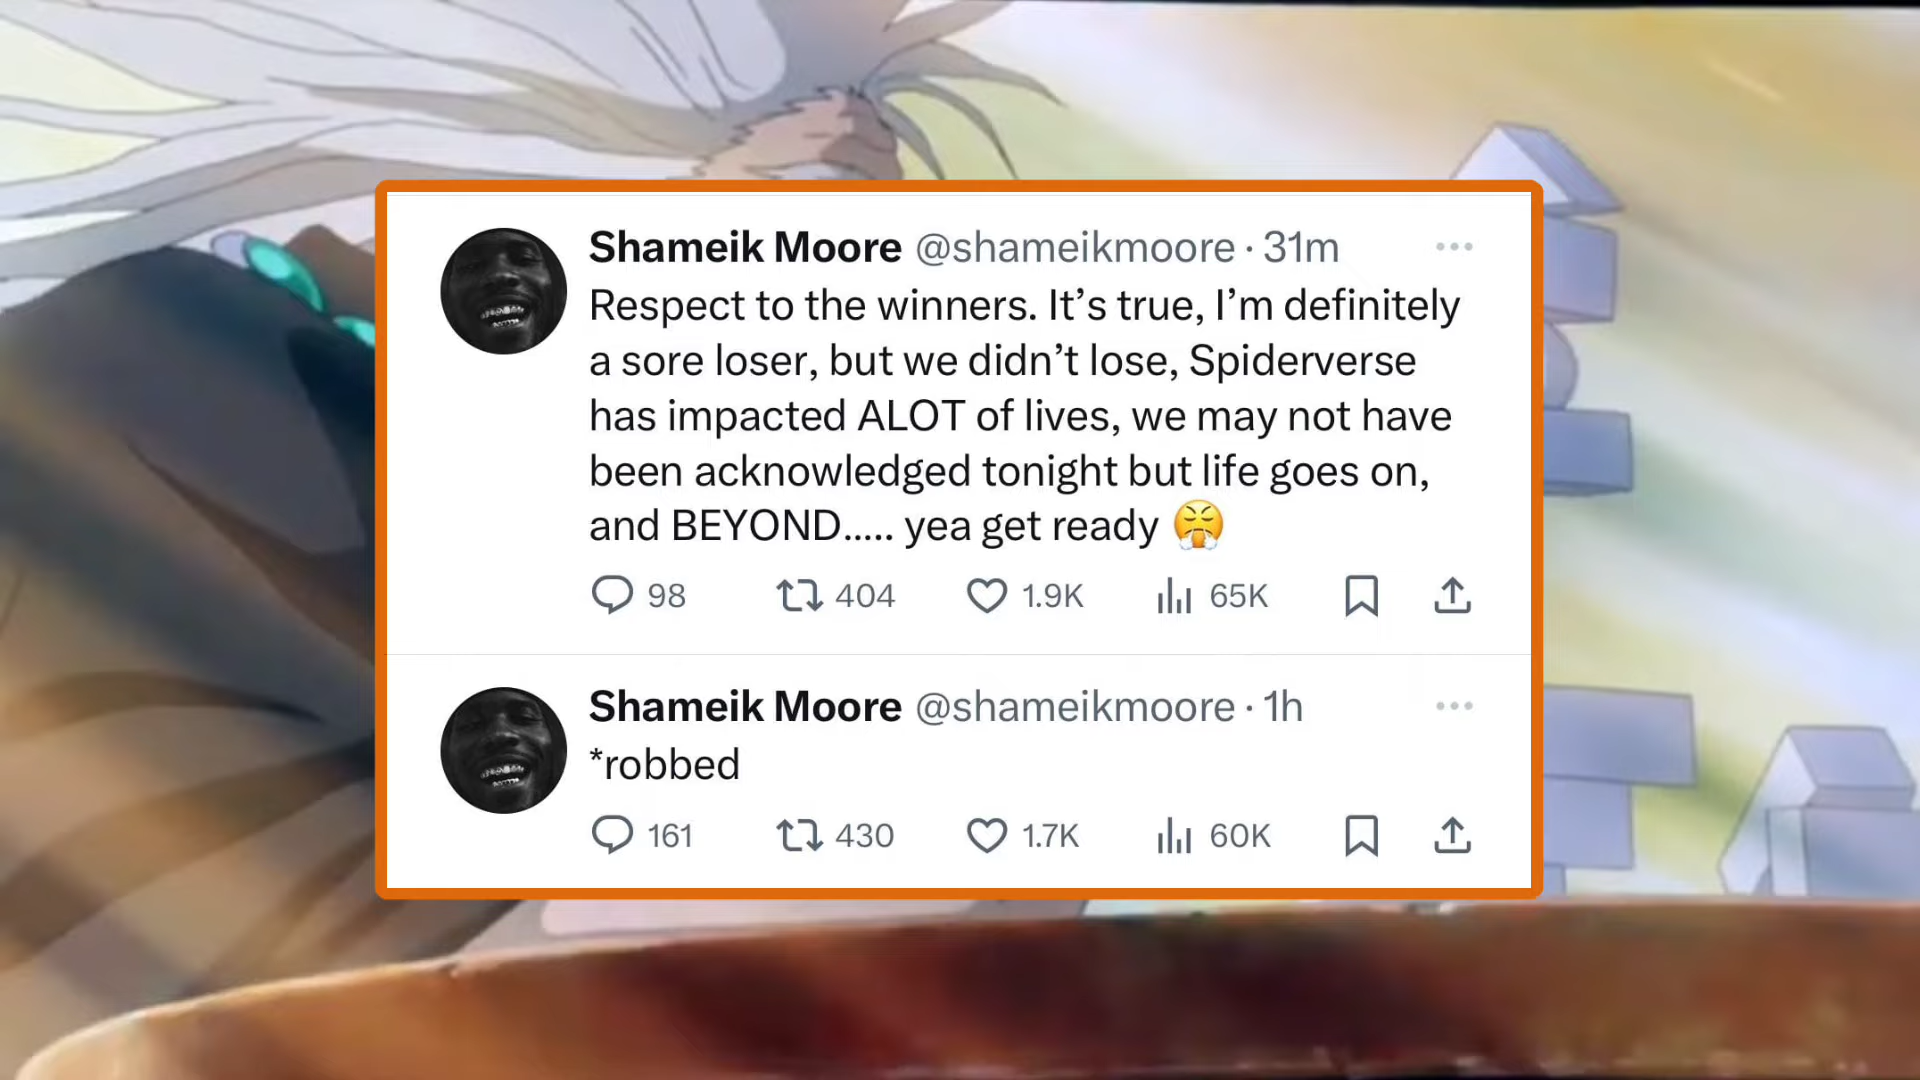 Shameik Moore @shameikmoore · 31m
Respect to the winners. It’s true, I’m definitely
a sore loser, but we didn’t lose, Spiderverse
has impacted ALOT of lives, we may not have
been acknowledged tonight but life goes on,
and BEYOND..... yea get ready 😤
98 404 1.9K 65K
Shameik Moore @shameikmoore · 1h
*robbed
161 430 1.7K 60K